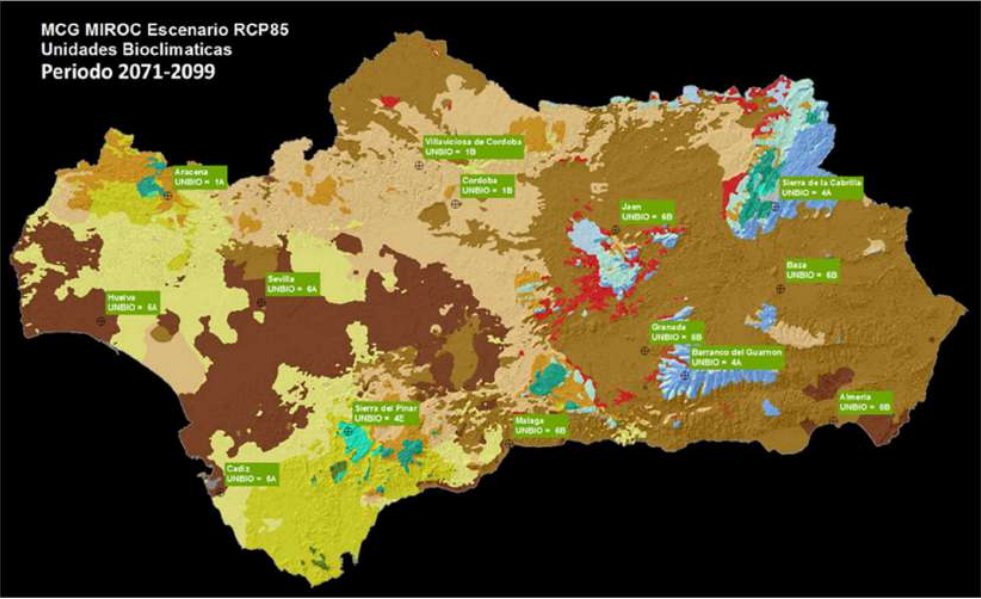 MCG MIROC Escenario RCP85
Unidades Bioclimaticas
Periodo 2071-2099
Villaviciosa de Cordoba
UNBIO = 1B
Aracena
UNBIO = 1A
Cordoba
UNBIO = 1B
Sierra de la Cabrilla
UNBIO = 4A
Jaen
UNBIO = 6B
Baza
UNBIO = 6B
Sevilla
UNBIO = 6A
Huelva
UNBIO = 6A
Granada
UNBIO = 6B
Barranco del Guarnon
UNBIO = 4A
Almeria
UNBIO = 6B
Sierra del Pinar
UNBIO = 4E
Malaga
UNBIO = 6B
Cadiz
UNBIO = 6A